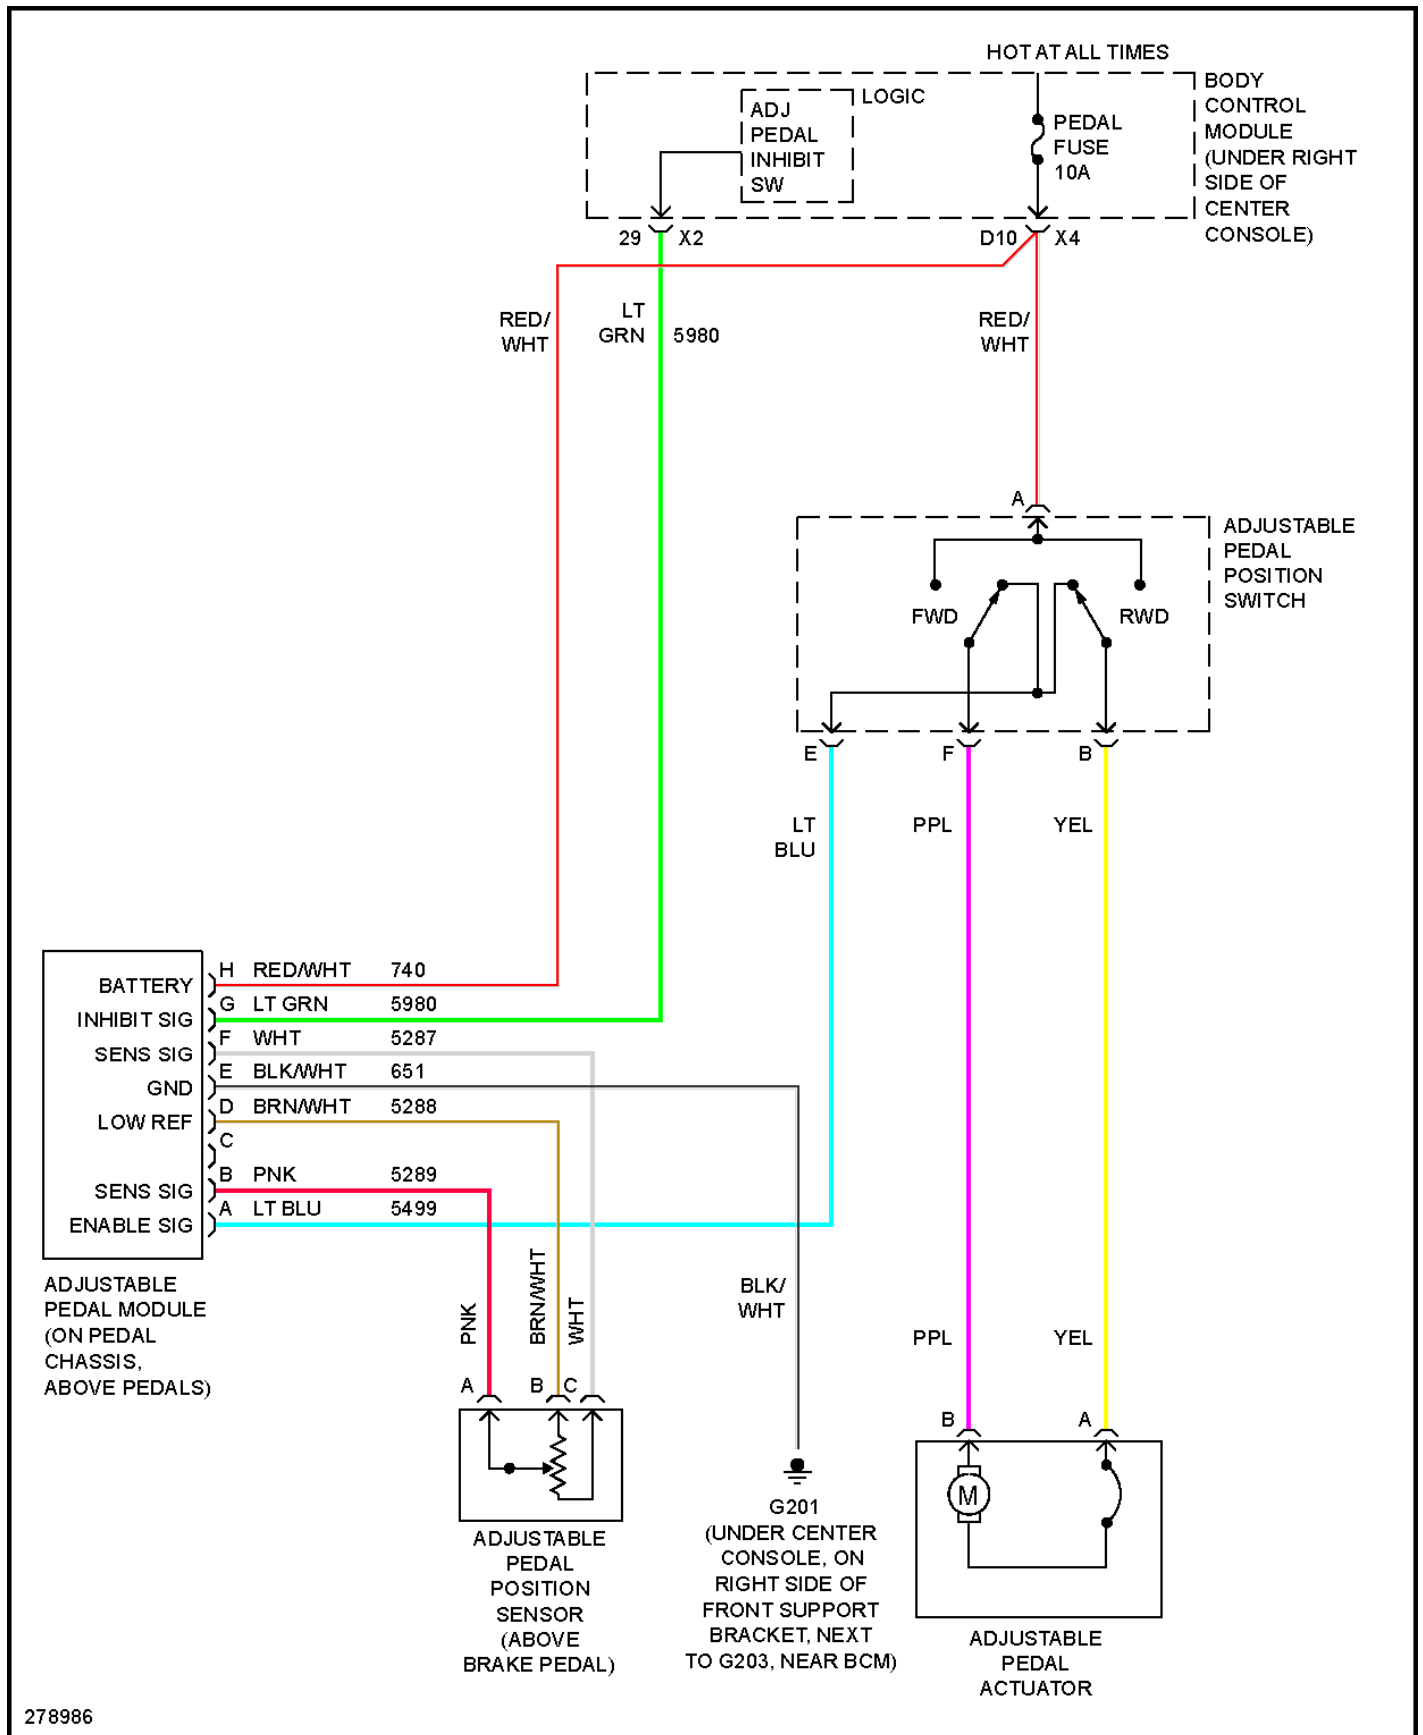 HOT AT ALL TIMES
ADJ
PEDAL
INHIBIT
SW
LOGIC
PEDAL
FUSE
10A
BODY
CONTROL
MODULE
(UNDER RIGHT
SIDE OF
CENTER
CONSOLE)
29 X2
D10 X4
RED/
WHT
LT
GRN 5980
RED/
WHT
A
ADJUSTABLE
PEDAL
POSITION
SWITCH
FWD
RWD
E F B
LT
BLU
PPL
YEL
BATTERY H RED/WHT 740
INHIBIT SIG G LT GRN 5980
SENS SIG F WHT 5287
GND E BLK/WHT 651
LOW REF D BRN/WHT 5288
C
SENS SIG B PNK 5289
ENABLE SIG A LT BLU 5499
ADJUSTABLE
PEDAL MODULE
(ON PEDAL
CHASSIS,
ABOVE PEDALS)
PNK
BRN/WHT
WHT
BLK/
WHT
PPL
YEL
A B C
B A
M
G201
(UNDER CENTER
CONSOLE, ON
RIGHT SIDE OF
FRONT SUPPORT
BRACKET, NEXT
TO G203, NEAR BCM)
ADJUSTABLE
PEDAL
POSITION
SENSOR
(ABOVE
BRAKE PEDAL)
ADJUSTABLE
PEDAL
ACTUATOR
278986